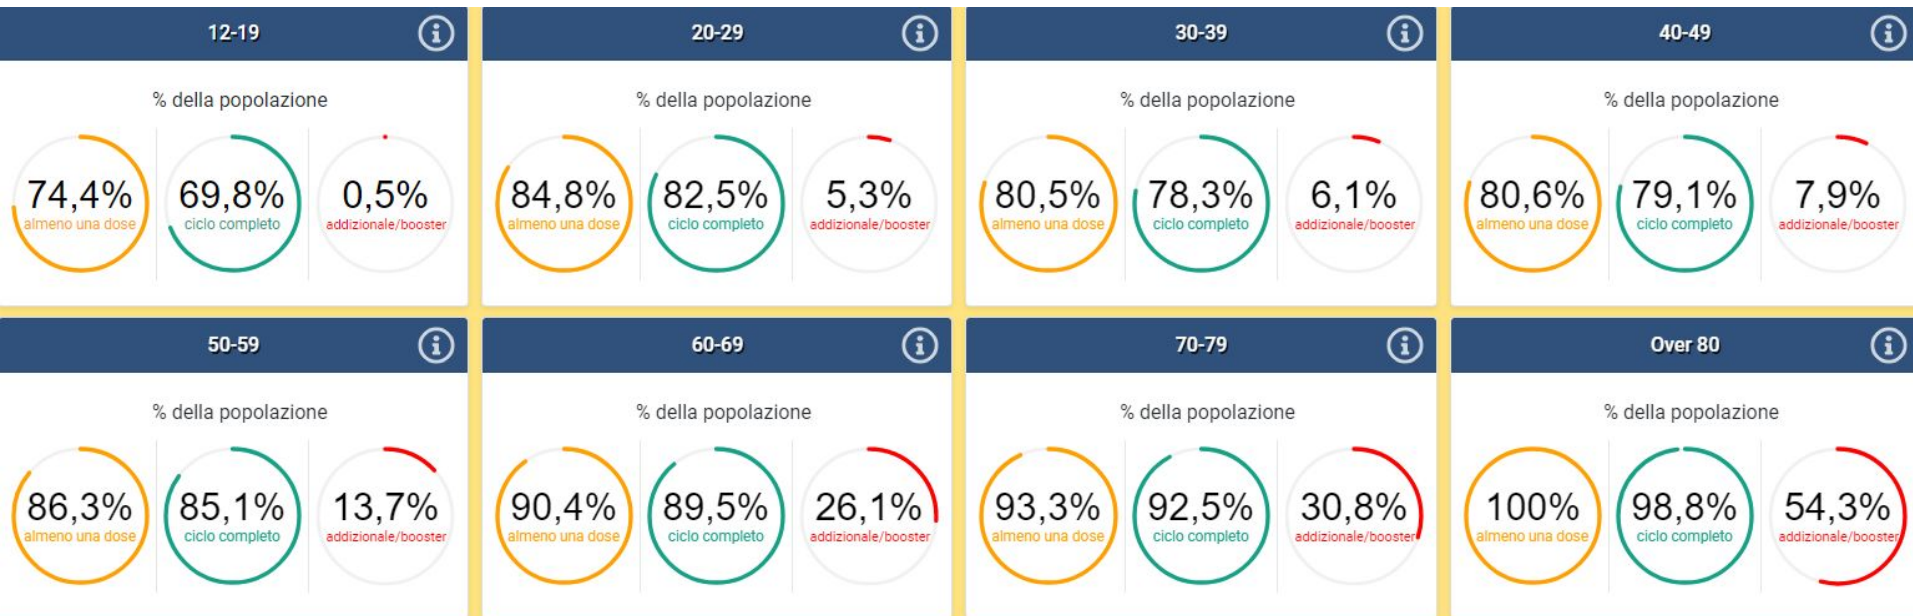 12-19
% della popolazione
74,4%
almeno una dose
69,8%
ciclo completo
0,5%
addizionale/booster
20-29
% della popolazione
84,8%
almeno una dose
82,5%
ciclo completo
5,3%
addizionale/booster
30-39
% della popolazione
80,5%
almeno una dose
78,3%
ciclo completo
6,1%
addizionale/booster
40-49
% della popolazione
80,6%
almeno una dose
79,1%
ciclo completo
7,9%
addizionale/booster
50-59
% della popolazione
86,3%
almeno una dose
85,1%
ciclo completo
13,7%
addizionale/booster
60-69
% della popolazione
90,4%
almeno una dose
89,5%
ciclo completo
26,1%
addizionale/booster
70-79
% della popolazione
93,3%
almeno una dose
92,5%
ciclo completo
30,8%
addizionale/booster
Over 80
% della popolazione
100%
almeno una dose
98,8%
ciclo completo
54,3%
addizionale/booster